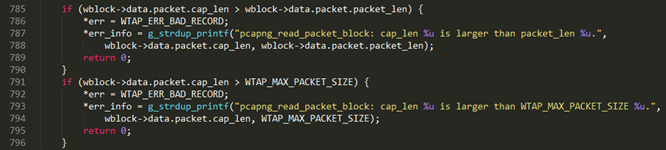 785 if (wblock->data.packet.cap_len > wblock->data.packet.packet_len) {
786 *err = WTAP_ERR_BAD_RECORD;
787 *err_info = g_strdup_printf("pcapng_read_packet_block: cap_len %u is larger than packet_len %u.",
788 wblock->data.packet.cap_len, wblock->data.packet.packet_len);
789 return 0;
790 }
791 if (wblock->data.packet.cap_len > WTAP_MAX_PACKET_SIZE) {
792 *err = WTAP_ERR_BAD_RECORD;
793 *err_info = g_strdup_printf("pcapng_read_packet_block: cap_len %u is larger than WTAP_MAX_PACKET_SIZE %u.",
794 wblock->data.packet.cap_len, WTAP_MAX_PACKET_SIZE);
795 return 0;
796 }